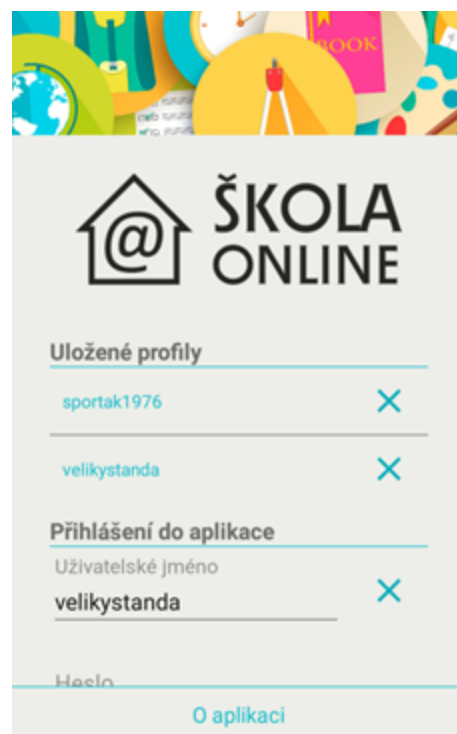 BOOK
@ ŠKOLA
ONLINE
Uložené profily
sportak1976
velikystanda
Přihlášení do aplikace
Uživatelské jméno
velikystanda
Heslo
O aplikaci